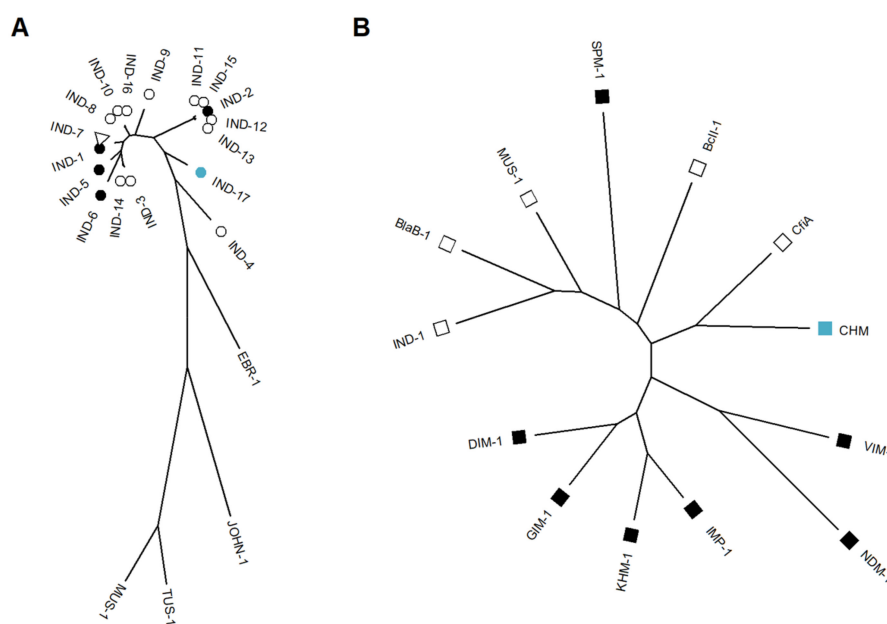 A
IND-9
IND-16
IND-10
IND-8
IND-7
IND-1
IND-5
IND-6
IND-14
IND-3
IND-11
IND-15
IND-2
IND-12
IND-13
IND-17
IND-4
EBR-1
JOHN-1
TUS-1
MUS-1
B
SPM-1
BcII-1
MUS-1
BlaB-1
IND-1
CfiA
CHM
DIM-1
GIM-1
KHM-1
IMP-1
VIM-
NDM-